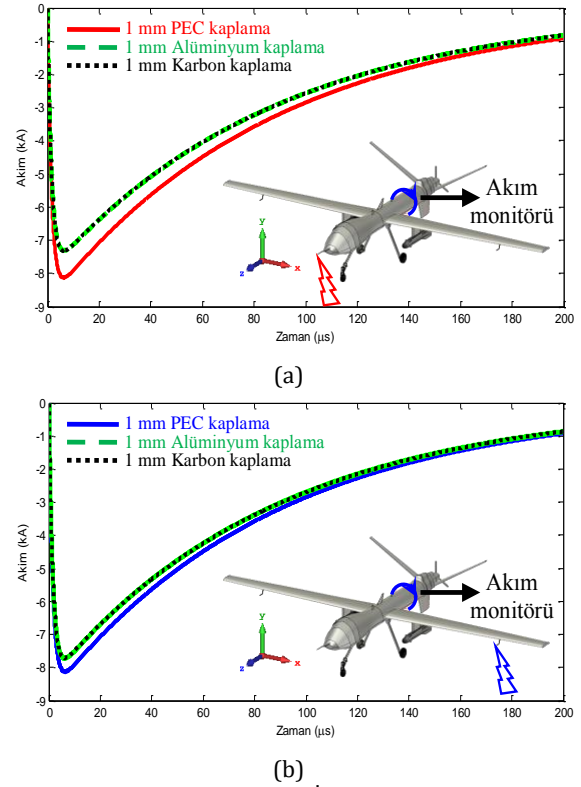 0
-1
-2
-3
-4
-5
-6
-7
-8
-9
Akim (kA)
1 mm PEC kaplama
1 mm Alüminyum kaplama
1 mm Karbon kaplama
Akım
monitörü
y
z
x
0 20 40 60 80 100 120 140 160 180 200
Zaman (µs)
(a)
0
-1
-2
-3
-4
-5
-6
-7
-8
-9
Akim (kA)
1 mm PEC kaplama
1 mm Alüminyum kaplama
1 mm Karbon kaplama
Akım
monitörü
y
z
x
0 20 40 60 80 100 120 140 160 180 200
Zaman (µs)
(b)